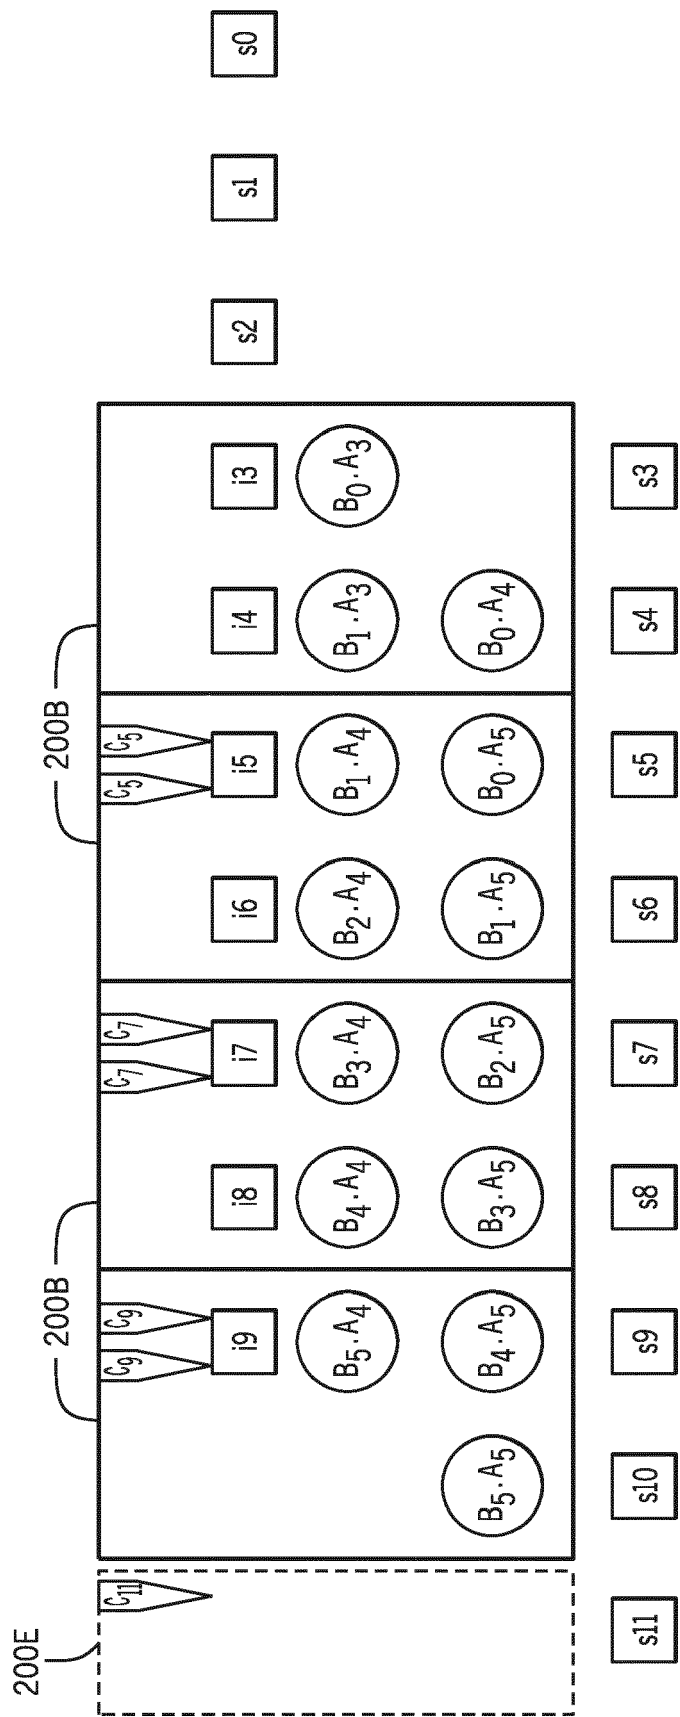 200E
200B
200B
C11
C9
C9
C7
C7
C5
C5
i9
i8
i7
i6
i5
i4
i3
s2
s1
s0
B5.A4
B4.A4
B3.A4
B2.A4
B1.A4
B1.A3
B0.A3
B5.A5
B4.A5
B3.A5
B2.A5
B1.A5
B0.A5
B0.A4
s11
s10
s9
s8
s7
s6
s5
s4
s3